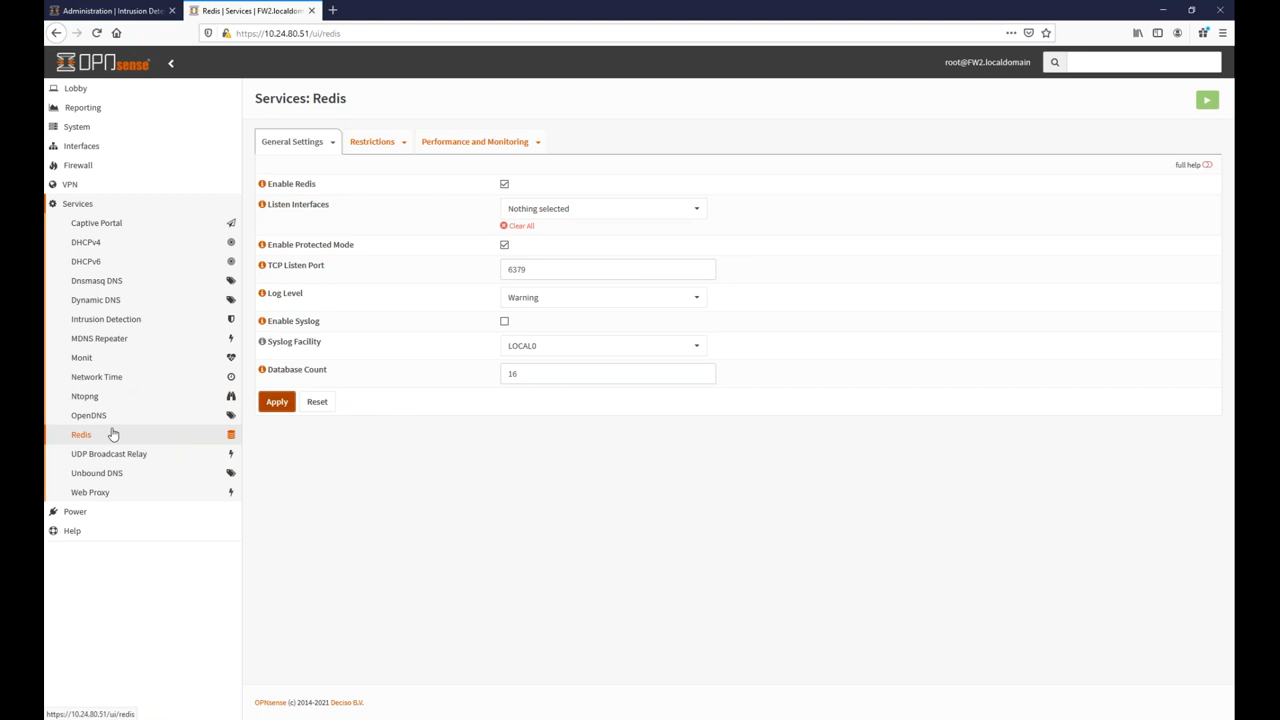 Administration | Intrusion Dete
Redis | Services | FW2.localdom
https://10.24.80.51/ui/redis
OPNsense
root@FW2.localdomain
Lobby
Reporting
System
Interfaces
Firewall
VPN
Services
Captive Portal
DHCPv4
DHCPv6
Dnsmasq DNS
Dynamic DNS
Intrusion Detection
MDNS Repeater
Monit
Network Time
Ntopng
OpenDNS
Redis
UDP Broadcast Relay
Unbound DNS
Web Proxy
Power
Help
Services: Redis
General Settings
Restrictions
Performance and Monitoring
full help
Enable Redis
Listen Interfaces
Nothing selected
Clear All
Enable Protected Mode
TCP Listen Port
6379
Log Level
Warning
Enable Syslog
Syslog Facility
LOCAL0
Database Count
16
Apply
Reset
OPNsense (c) 2014-2021 Deciso B.V.
https://10.24.80.51/ui/redis